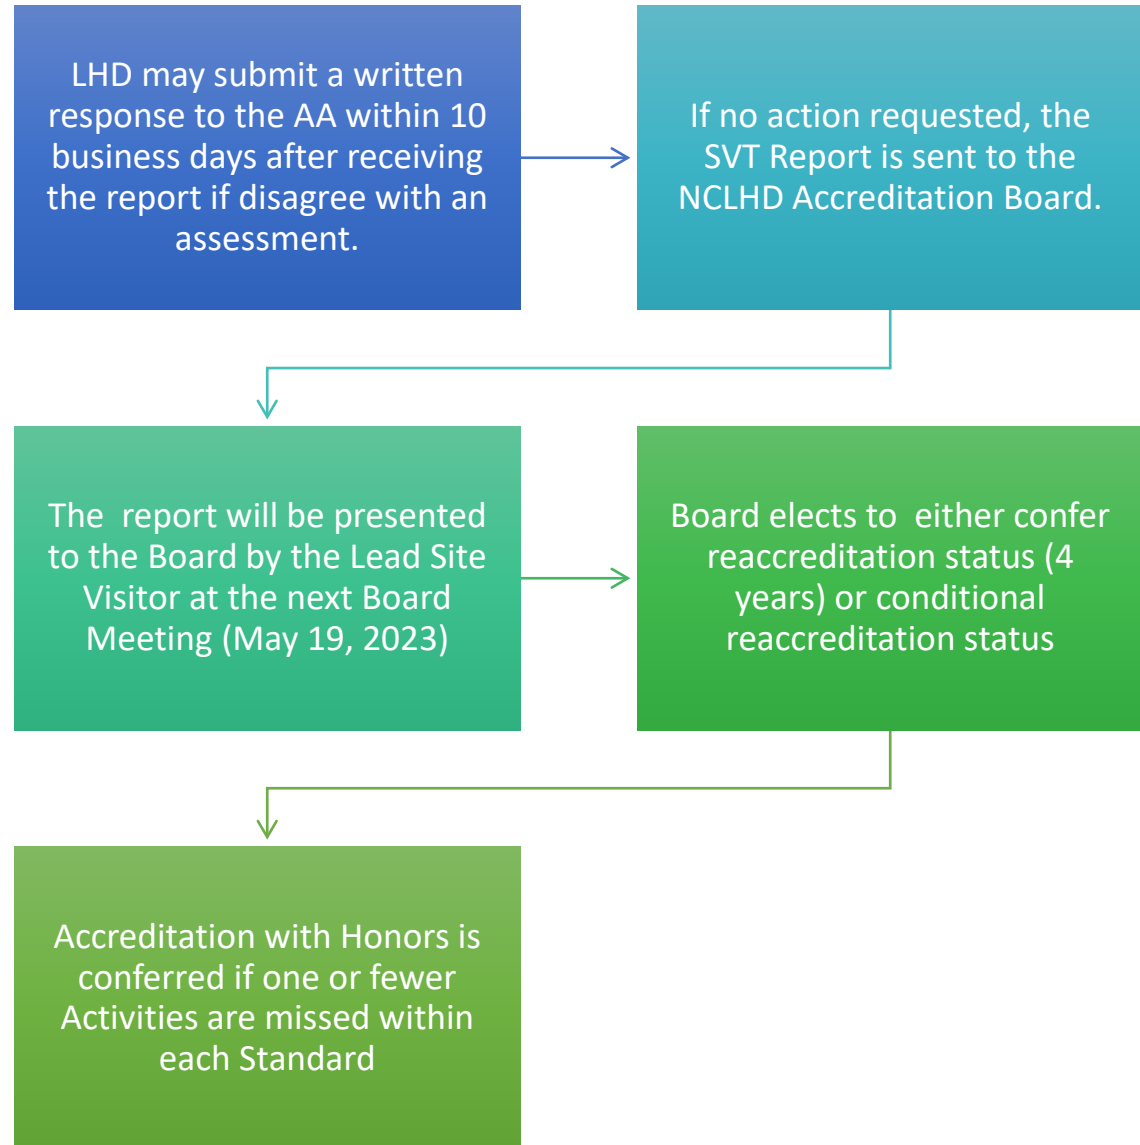 LHD may submit a written
response to the AA within 10
business days after receiving
the report if disagree with an
assessment.
If no action requested, the
SVT Report is sent to the
NCLHD Accreditation Board.
The  report will be presented
to the Board by the Lead Site
Visitor at the next Board
Meeting (May 19, 2023)
Board elects to  either confer
reaccreditation status (4
years) or conditional
reaccreditation status
Accreditation with Honors is
conferred if one or fewer
Activities are missed within
each Standard